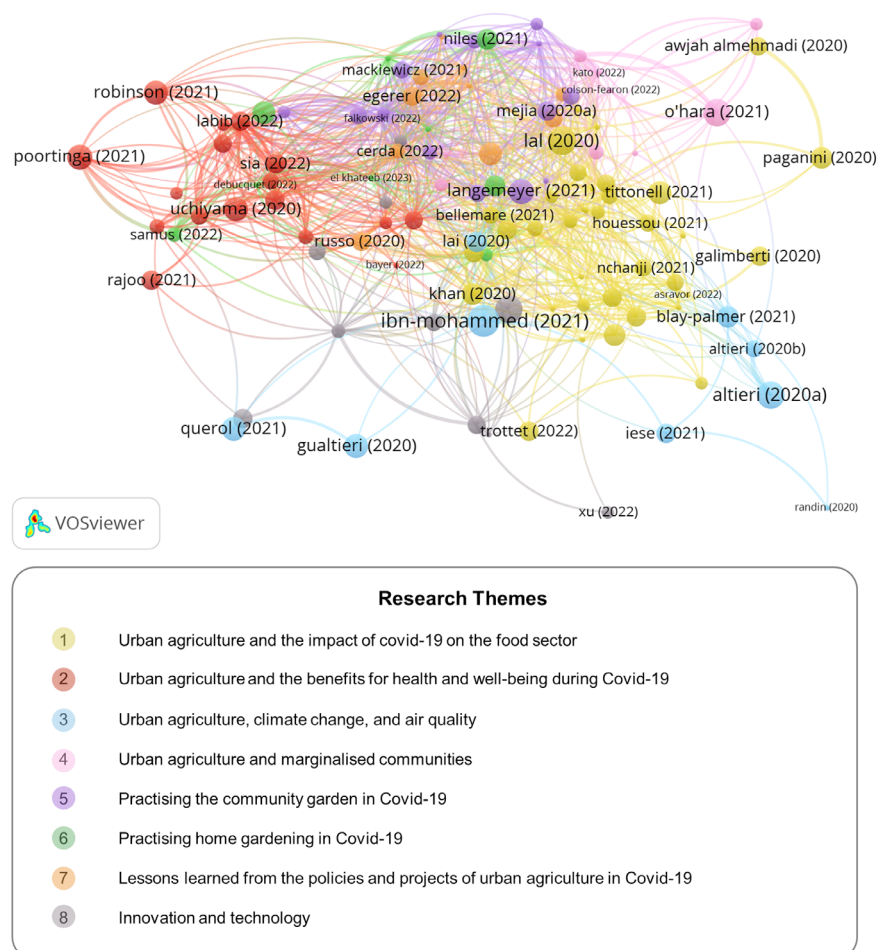 niles (2021)
awjah almehmadi (2020)
mackiewicz (2021)
kato (2022)
robinson (2021)
egerer (2022)
colson-fearon (2022)
labib (2022)
falkowski (2022)
mejia (2020a)
o'hara (2021)
poortinga (2021)
sia (2022)
cerda (2022)
lal (2020)
paganini (2020)
debucquet (2022)
el khateeb (2023)
langemeyer (2021)
tittonell (2021)
uchiyama (2020)
bellemare (2021)
houessou (2021)
samus (2022)
russo (2020)
lai (2020)
galimberti (2020)
rajoo (2021)
bayer (2022)
nchanji (2021)
khan (2020)
asravor (2022)
ibn-mohammed (2021)
blay-palmer (2021)
altieri (2020b)
altieri (2020a)
querol (2021)
gualtieri (2020)
trottet (2022)
iese (2021)
xu (2022)
randin (2020)
VOSviewer
Research Themes
1 Urban agriculture and the impact of covid-19 on the food sector
2 Urban agriculture and the benefits for health and well-being during Covid-19
3 Urban agriculture, climate change, and air quality
4 Urban agriculture and marginalised communities
5 Practising the community garden in Covid-19
6 Practising home gardening in Covid-19
7 Lessons learned from the policies and projects of urban agriculture in Covid-19
8 Innovation and technology